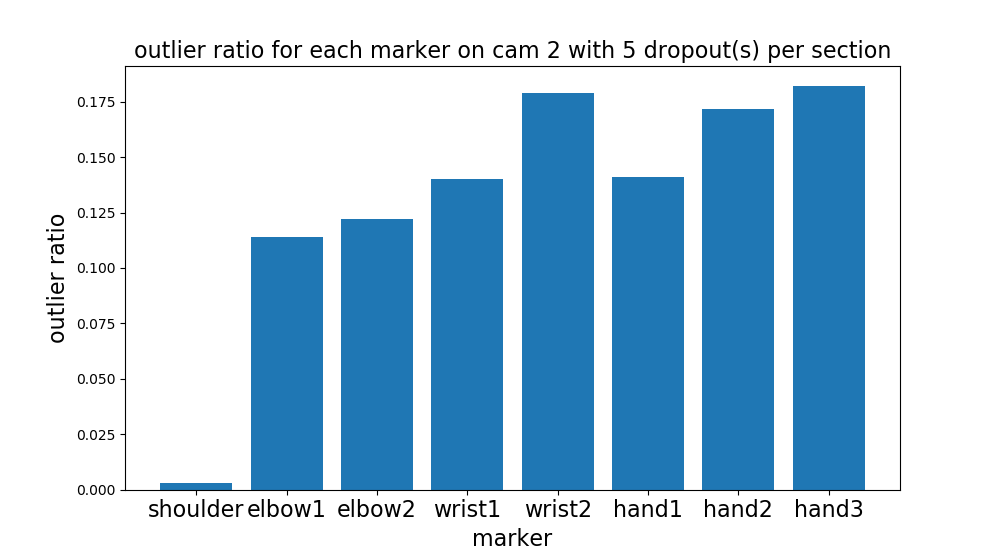 outlier ratio for each marker on cam 2 with 5 dropout(s) per section
outlier ratio
0.175
0.150
0.125
0.100
0.075
0.050
0.025
0.000
shoulder elbow1 elbow2 wrist1 wrist2 hand1 hand2 hand3
marker